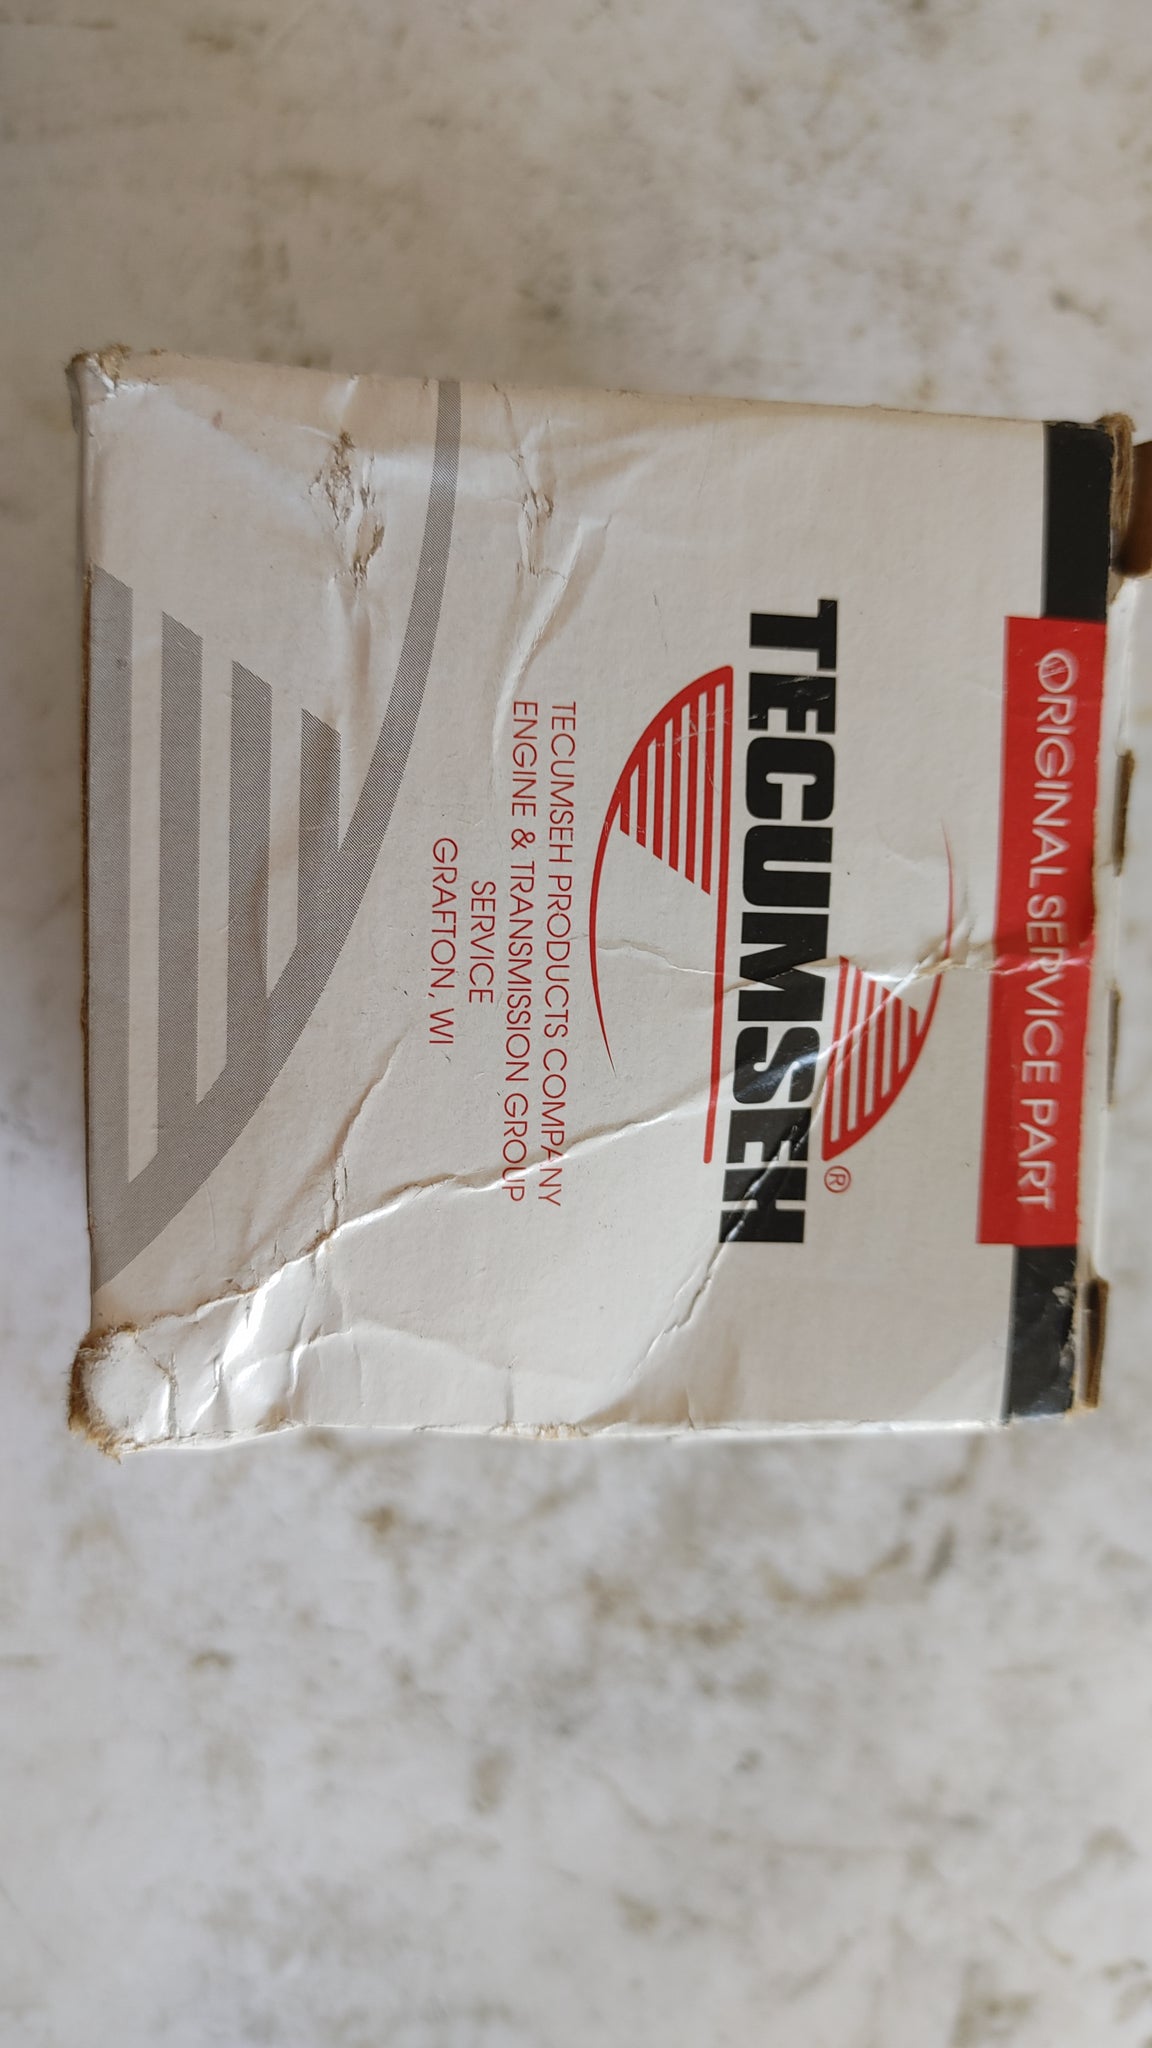 ORIGINAL SERVICE PART
TECUMSEH®
TECUMSEH PRODUCTS COMPANY
ENGINE & TRANSMISSION GROUP
SERVICE
GRAFTON, WI